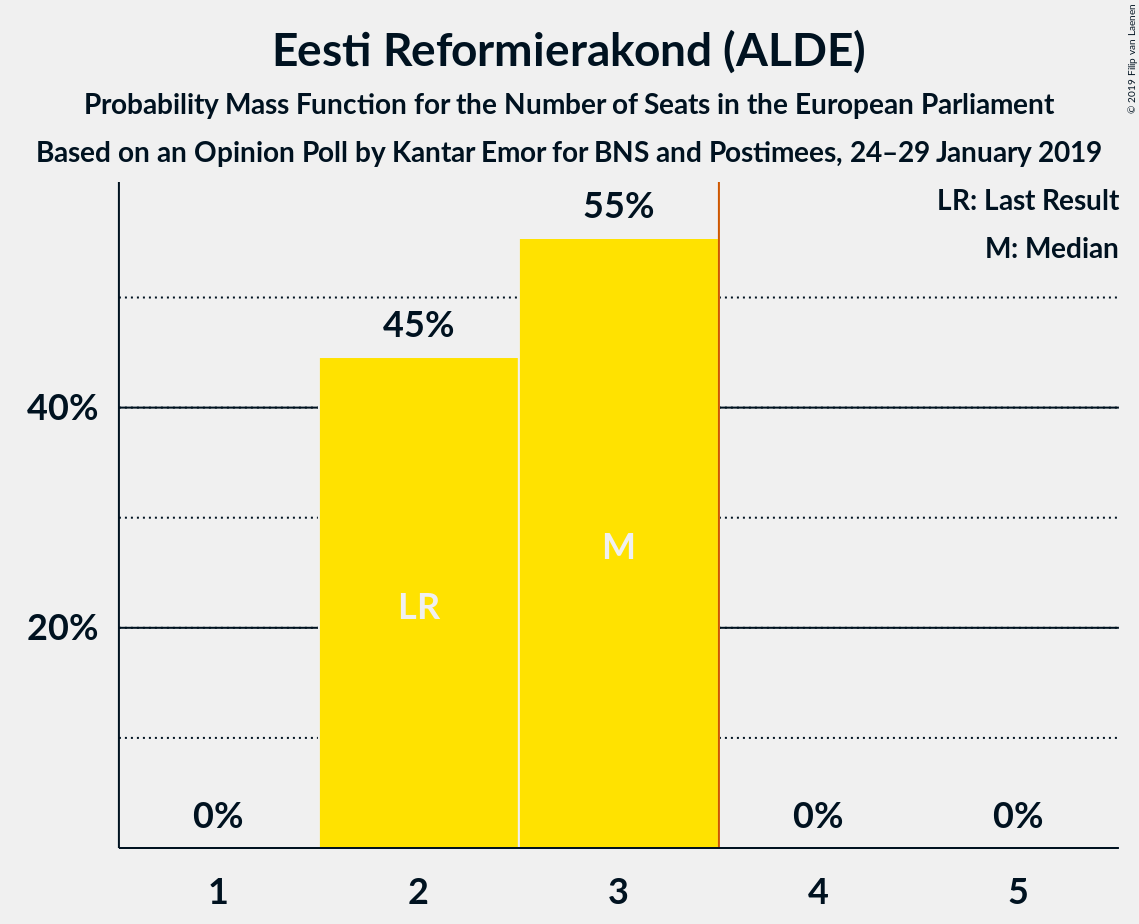 Eesti Reformierakond (ALDE)
Probability Mass Function for the Number of Seats in the European Parliament
Based on an Opinion Poll by Kantar Emor for BNS and Postimees, 24–29 January 2019
© 2019 Filip van Laenen
LR: Last Result
M: Median
55%
45%
40%
M
LR
20%
0%
0%
0%
1
2
3
4
5